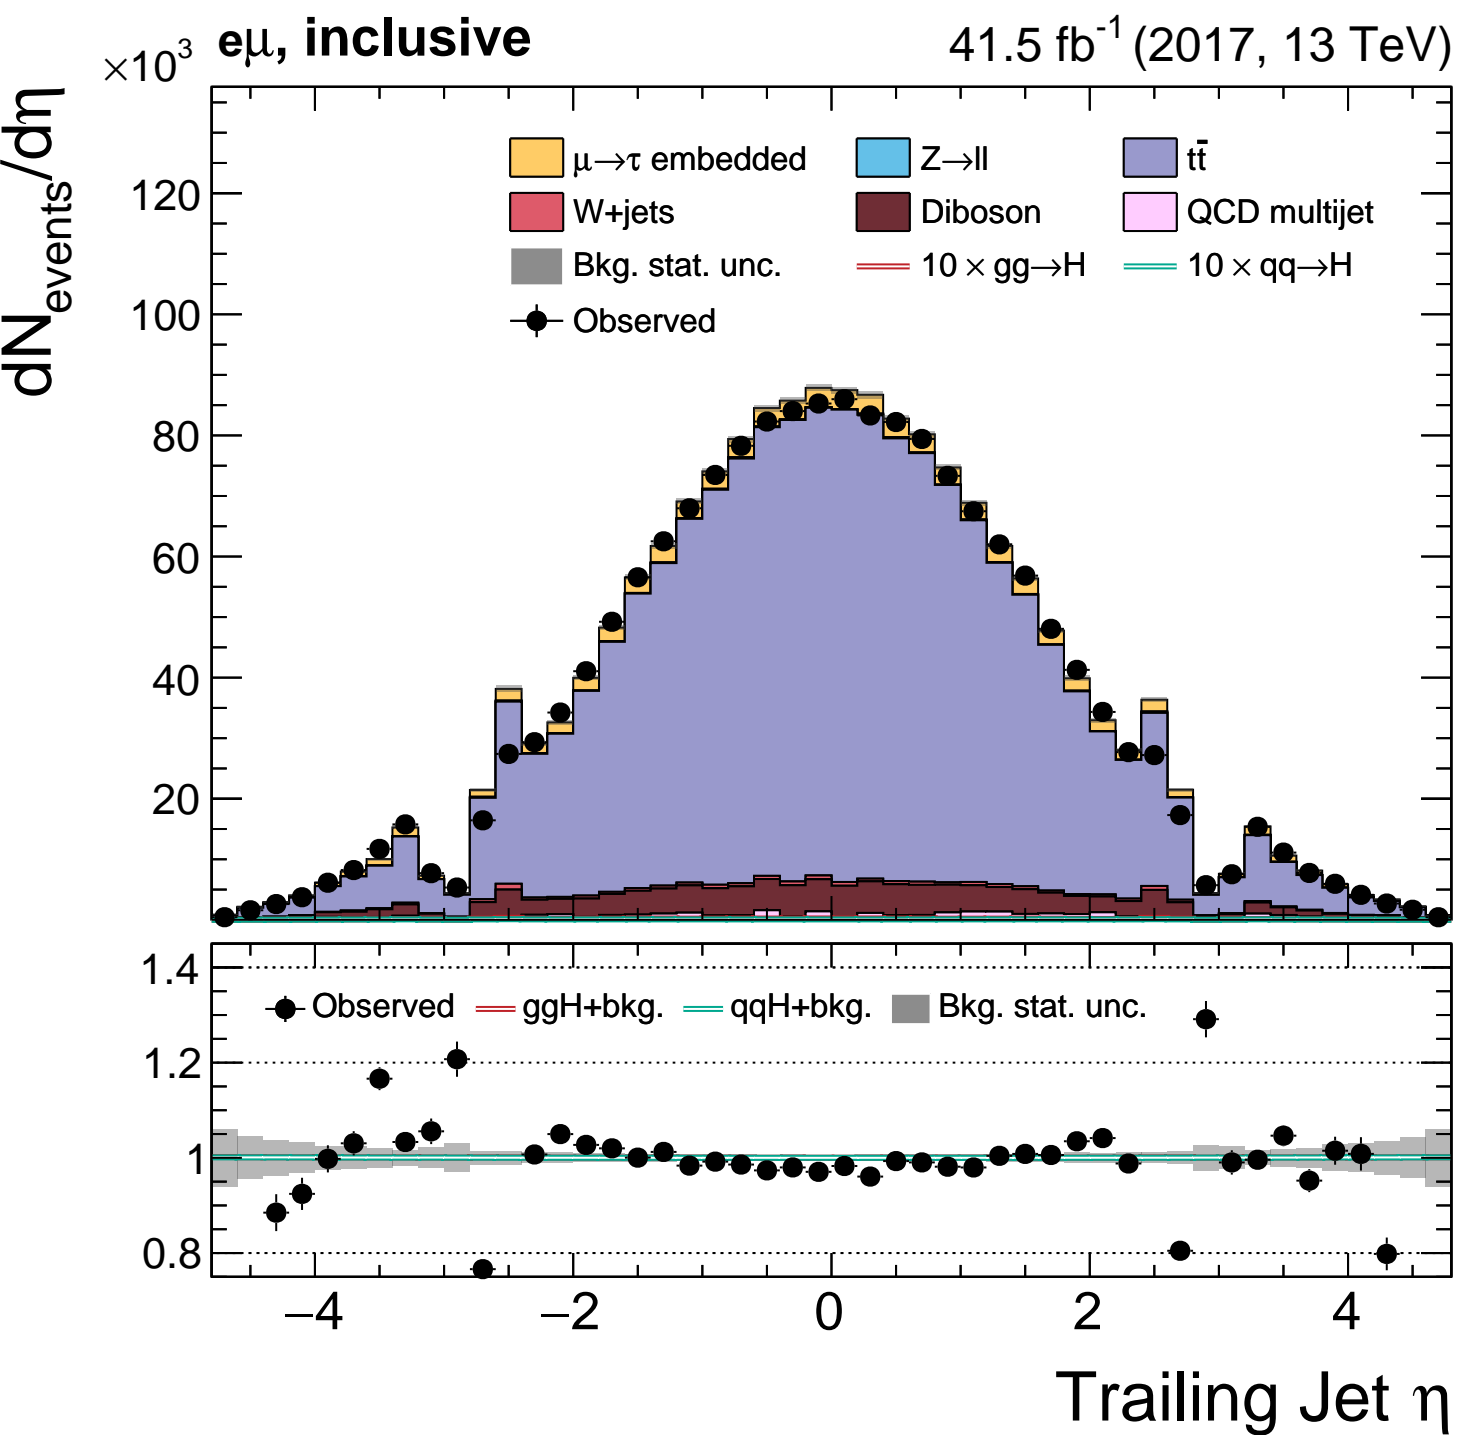 ×10³ eμ, inclusive 41.5 fb⁻¹ (2017, 13 TeV)
dN_events/dη
120
100
80
60
40
20
μ→τ embedded Z→ll tt̄
W+jets Diboson QCD multijet
Bkg. stat. unc. 10 × gg→H 10 × qq→H
Observed
1.4
1.2
1
0.8
Observed ggH+bkg. qqH+bkg. Bkg. stat. unc.
−4 −2 0 2 4
Trailing Jet η